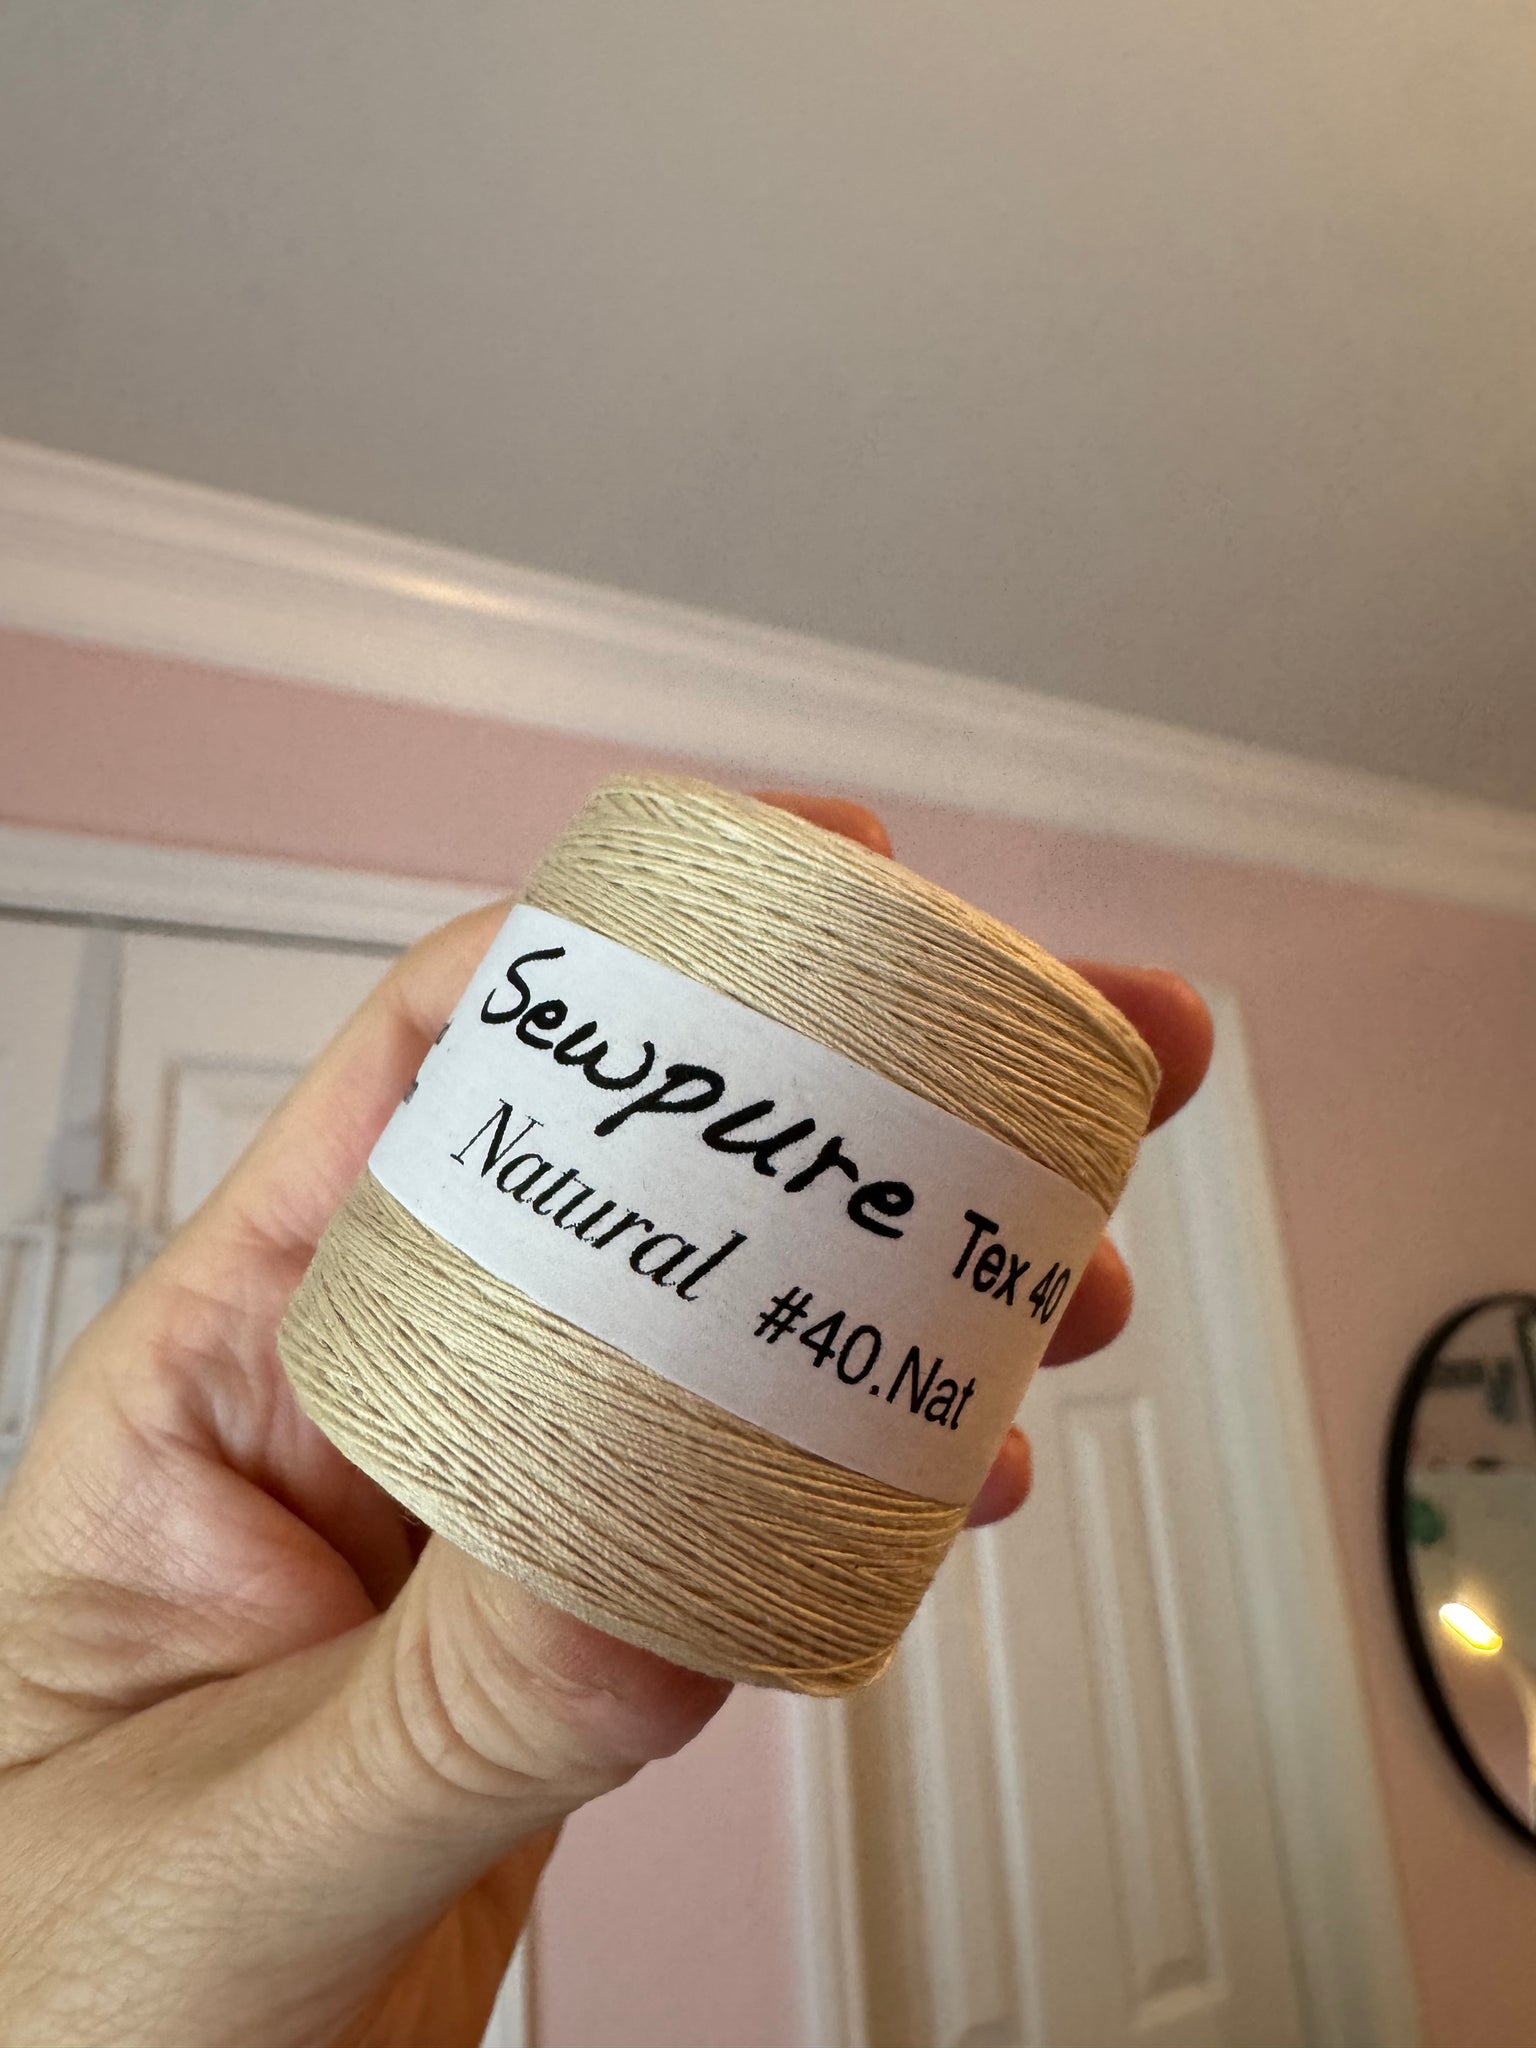 Sewpure
Natural
Tex 40
#40.Nat